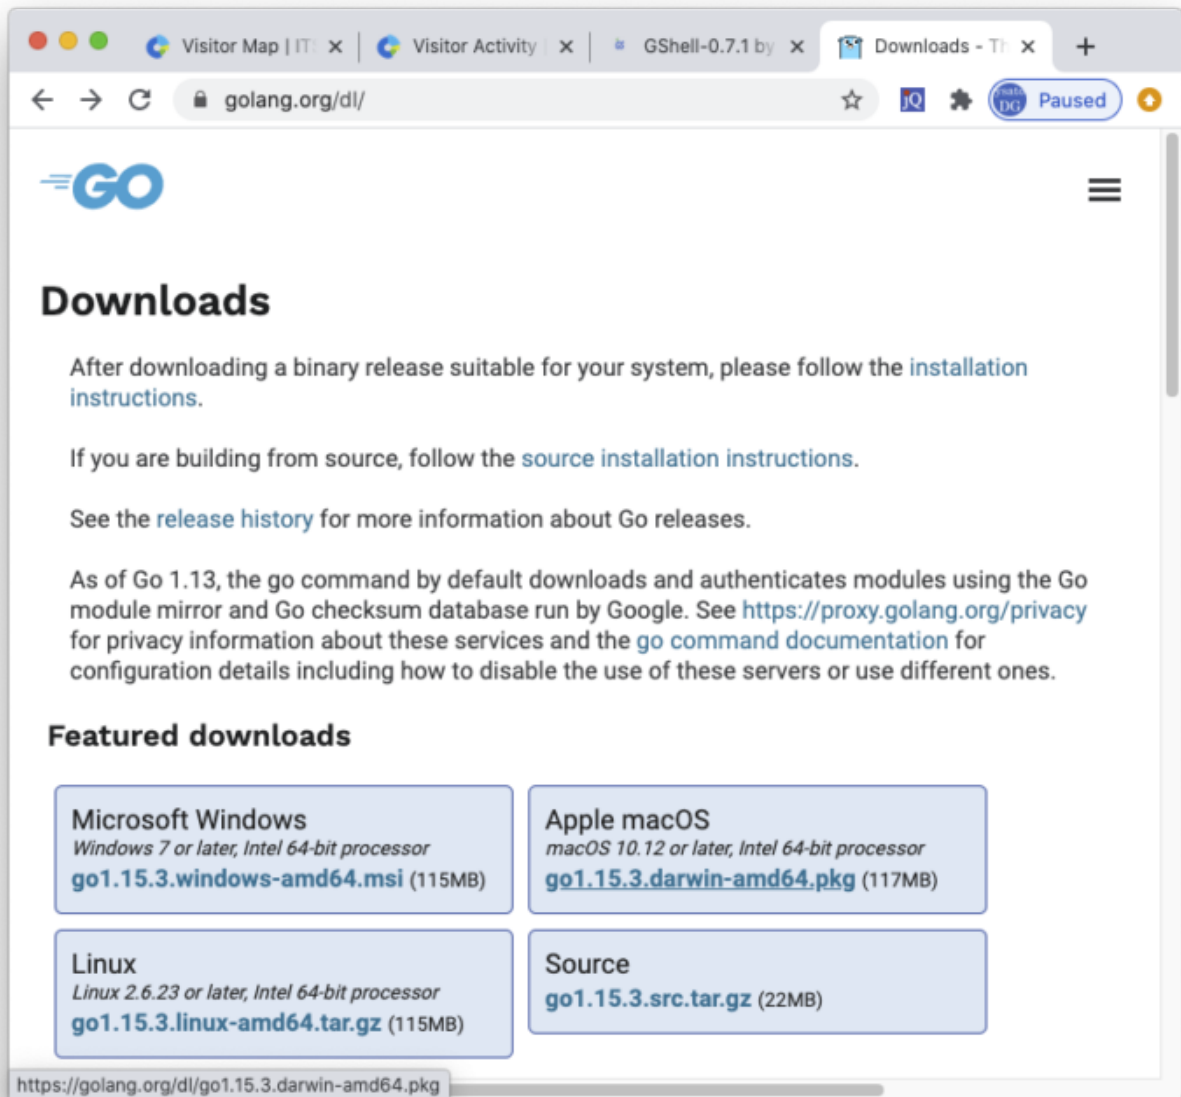 Visitor Map | IT
Visitor Activity
GShell-0.7.1 by
Downloads - Th
golang.org/dl/
jQ
DG
Paused
GO
Downloads
After downloading a binary release suitable for your system, please follow the installation
instructions.
If you are building from source, follow the source installation instructions.
See the release history for more information about Go releases.
As of Go 1.13, the go command by default downloads and authenticates modules using the Go
module mirror and Go checksum database run by Google. See https://proxy.golang.org/privacy
for privacy information about these services and the go command documentation for
configuration details including how to disable the use of these servers or use different ones.
Featured downloads
Microsoft Windows
Windows 7 or later, Intel 64-bit processor
go1.15.3.windows-amd64.msi (115MB)
Apple macOS
macOS 10.12 or later, Intel 64-bit processor
go1.15.3.darwin-amd64.pkg (117MB)
Linux
Linux 2.6.23 or later, Intel 64-bit processor
go1.15.3.linux-amd64.tar.gz (115MB)
Source
go1.15.3.src.tar.gz (22MB)
https://golang.org/dl/go1.15.3.darwin-amd64.pkg